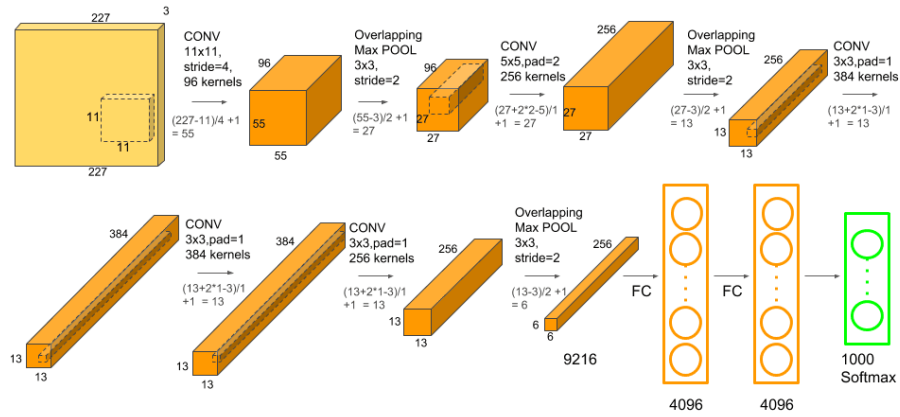 3
227
11
11
227
CONV
11x11,
stride=4,
96 kernels
(227-11)/4 +1
= 55
96
55
55
Overlapping
Max POOL
3x3,
stride=2
(55-3)/2 +1
= 27
96
27
27
CONV
5x5,pad=2
256 kernels
(27+2*2-5)/1
+1 = 27
256
27
27
Overlapping
Max POOL
3x3,
stride=2
(27-3)/2 +1
= 13
256
13
13
CONV
3x3,pad=1
384 kernels
(13+2*1-3)/1
+1 = 13
384
13
13
CONV
3x3,pad=1
384 kernels
(13+2*1-3)/1
+1 = 13
384
13
13
CONV
3x3,pad=1
256 kernels
(13+2*1-3)/1
+1 = 13
256
13
13
Overlapping
Max POOL
3x3,
stride=2
(13-3)/2 +1
= 6
256
6
6
9216
FC
4096
FC
4096
1000
Softmax